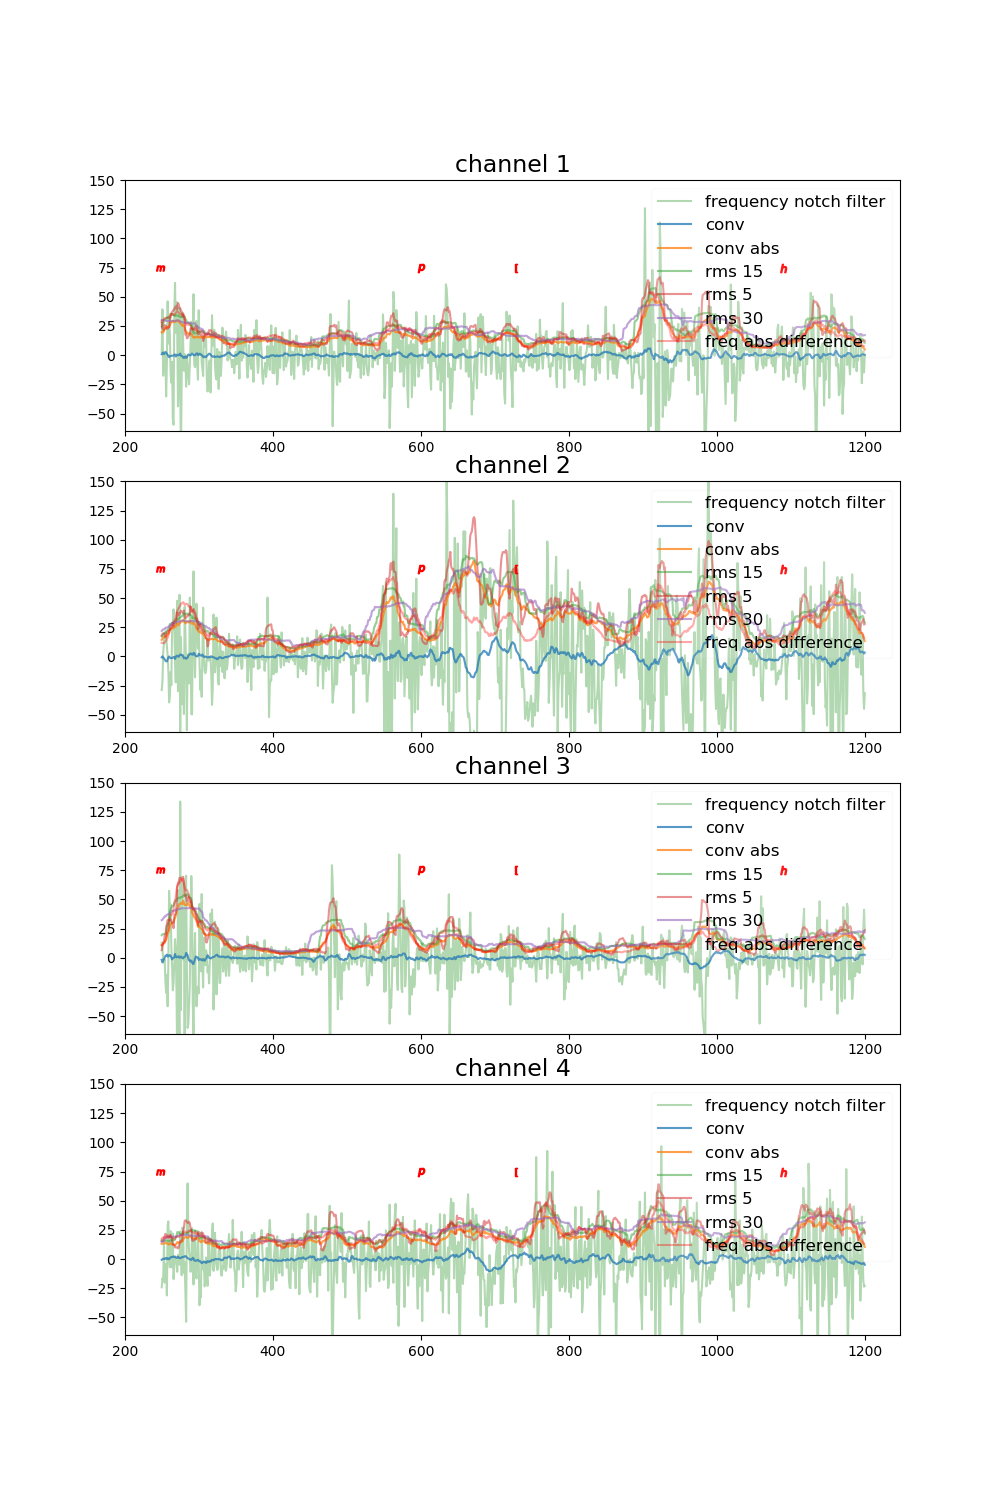 channel 1
150
125
100
75
50
25
0
−25
−50
frequency notch filter
conv
conv abs
rms 15
rms 5
rms 30
freq abs difference
m p [ h
200 400 600 800 1000 1200
channel 2
150
125
100
75
50
25
0
−25
−50
frequency notch filter
conv
conv abs
rms 15
rms 5
rms 30
freq abs difference
m p [ h
200 400 600 800 1000 1200
channel 3
150
125
100
75
50
25
0
−25
−50
frequency notch filter
conv
conv abs
rms 15
rms 5
rms 30
freq abs difference
m p [ h
200 400 600 800 1000 1200
channel 4
150
125
100
75
50
25
0
−25
−50
frequency notch filter
conv
conv abs
rms 15
rms 5
rms 30
freq abs difference
m p [ h
200 400 600 800 1000 1200